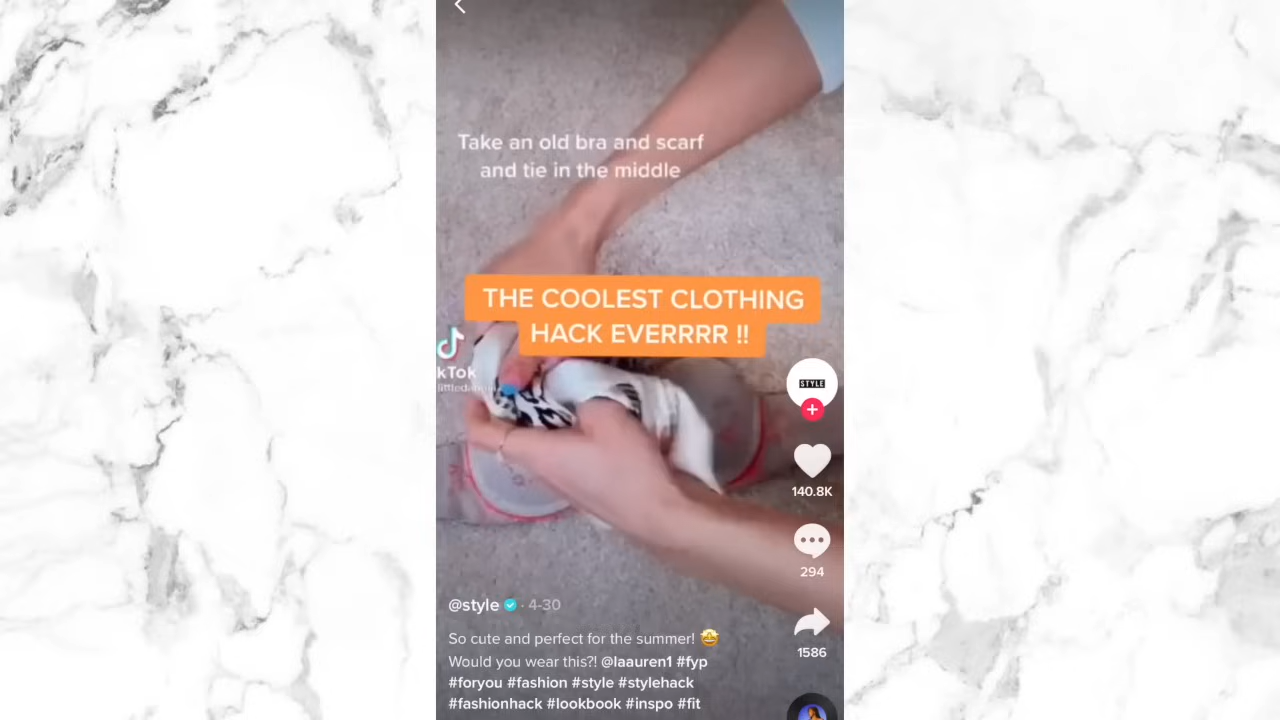 Take an old bra and scarf
and tie in the middle
THE COOLEST CLOTHING
HACK EVERRRR !!
kTok
STYLE
140.8K
294
@style · 4-30
1586
So cute and perfect for the summer! 🤩
Would you wear this?! @laauren1 #fyp
#foryou #fashion #style #stylehack
#fashionhack #lookbook #inspo #fit